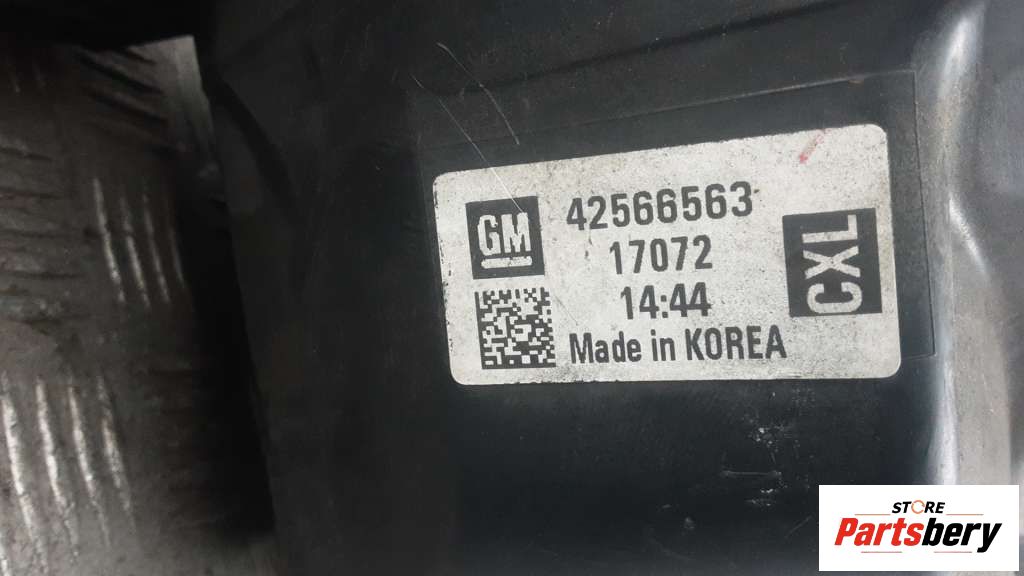 GM
42566563
17072
14:44
Made in KOREA
CXL
STORE
Partsbery